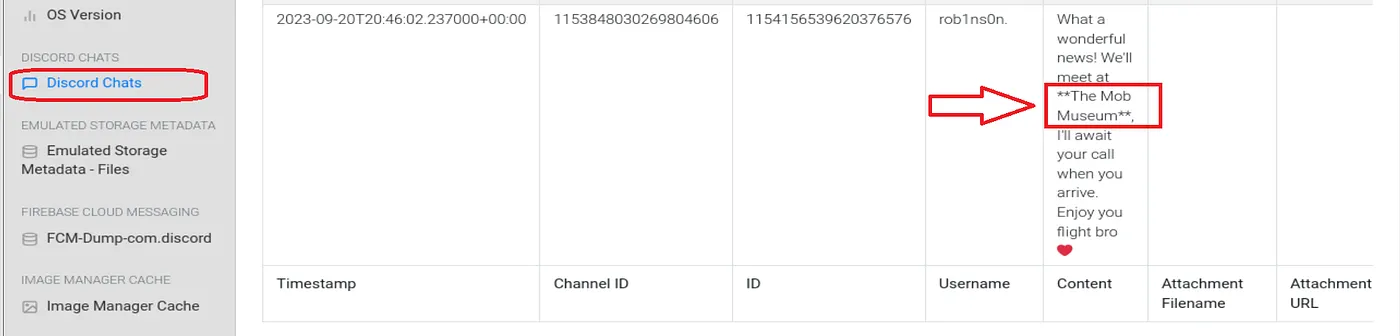 OS Version
DISCORD CHATS
Discord Chats
EMULATED STORAGE METADATA
Emulated Storage
Metadata - Files
FIREBASE CLOUD MESSAGING
FCM-Dump-com.discord
IMAGE MANAGER CACHE
Image Manager Cache
2023-09-20T20:46:02.237000+00:00
1153848030269804606
1154156539620376576
rob1ns0n.
What a
wonderful
news! We'll
meet at
**The Mob
Museum**,
I'll await
your call
when you
arrive.
Enjoy you
flight bro
❤️
Timestamp
Channel ID
ID
Username
Content
Attachment
Filename
Attachment
URL